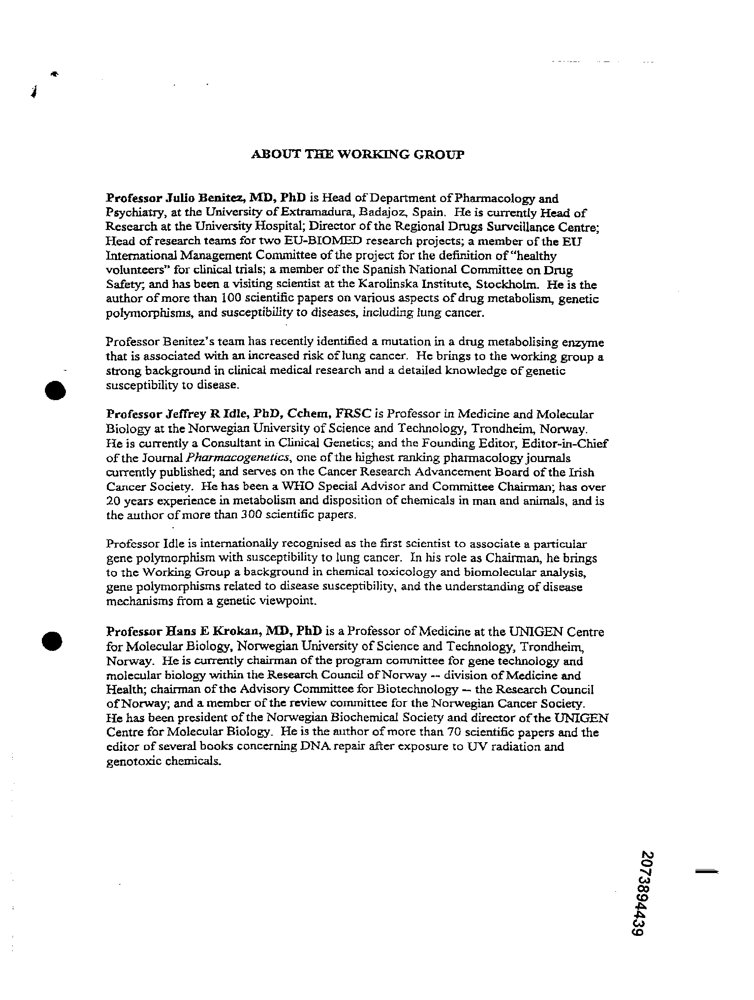 ABOUT THE WORKING GROUP
Professor Julio Benitez, MD, PhD is Head of Department of Pharmacology and
Psychiatry, at the University of Extramadura, Badajoz, Spain. He is currently Head of
Research at the University Hospital; Director of the Regional Drugs Surveillance Centre;
Head of research teams for two EU-BIOMED research projects; a member of the EU
International Management Committee of the project for the definition of "healthy
volunteers" for clinical trials; a member of the Spanish National Committee on Drug
Safety; and has been a visiting scientist at the Karolinska Institute, Stockholm. He is the
author of more than 100 scientific papers on various aspects of drug metabolism, genetic
polymorphisms, and susceptibility to diseases, including lung cancer.
Professor Benitez's team has recently identified a mutation in a drug metabolising enzyme
that is associated with an increased risk of lung cancer. He brings to the working group a
strong background in clinical medical research and a detailed knowledge of genetic
susceptibility to disease.
Professor Jeffrey R Idle, PhD, Cchem, FRSC is Professor in Medicine and Molecular
Biology at the Norwegian University of Science and Technology, Trondheim, Norway.
He is currently a Consultant in Clinical Genetics; and the Founding Editor, Editor-in-Chief
of the Journal Pharmacogenetics, one of the highest ranking pharmacology journals
currently published; and serves on the Cancer Research Advancement Board of the Irish
Cancer Society. He has been a WHO Special Advisor and Committee Chairman; has over
20 years experience in metabolism and disposition of chemicals in man and animals, and is
the author of more than 300 scientific papers.
Professor Idle is internationally recognised as the first scientist to associate a particular
gene polymorphism with susceptibility to lung cancer. In his role as Chairman, he brings
to the Working Group a background in chemical toxicology and biomolecular analysis,
gene polymorphisms related to disease susceptibility, and the understanding of disease
mechanisms from a genetic viewpoint.
Professor Hans E Krokan, MD, PhD is a Professor of Medicine at the UNIGEN Centre
for Molecular Biology, Norwegian University of Science and Technology, Trondheim,
Norway. He is currently chairman of the program committee for gene technology and
molecular biology within the Research Council of Norway -- division of Medicine and
Health; chairman of the Advisory Committee for Biotechnology -- the Research Council
of Norway; and a member of the review committee for the Norwegian Cancer Society.
He has been president of the Norwegian Biochemical Society and director of the UNIGEN
Centre for Molecular Biology. He is the author of more than 70 scientific papers and the
editor of several books concerning DNA repair after exposure to UV radiation and
genotoxic chemicals.
2073894439